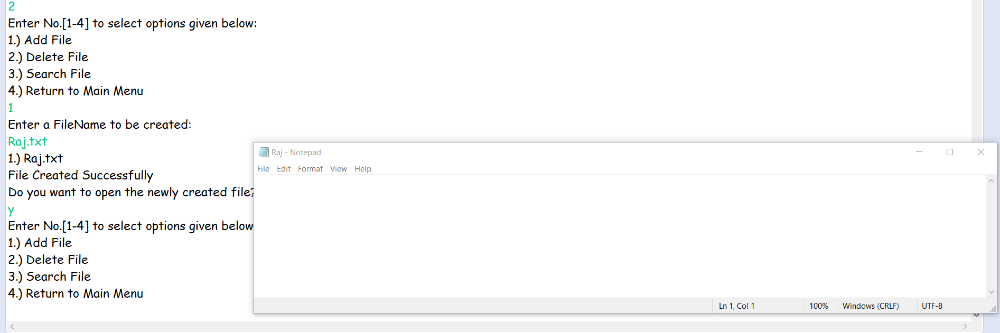 2
Enter No.[1-4] to select options given below:
1.) Add File
2.) Delete File
3.) Search File
4.) Return to Main Menu
1
Enter a FileName to be created:
Raj.txt
1.) Raj.txt
File Created Successfully
Do you want to open the newly created file?
y
Enter No.[1-4] to select options given below
1.) Add File
2.) Delete File
3.) Search File
4.) Return to Main Menu
Raj - Notepad
File Edit Format View Help
Ln 1, Col 1 100% Windows (CRLF) UTF-8